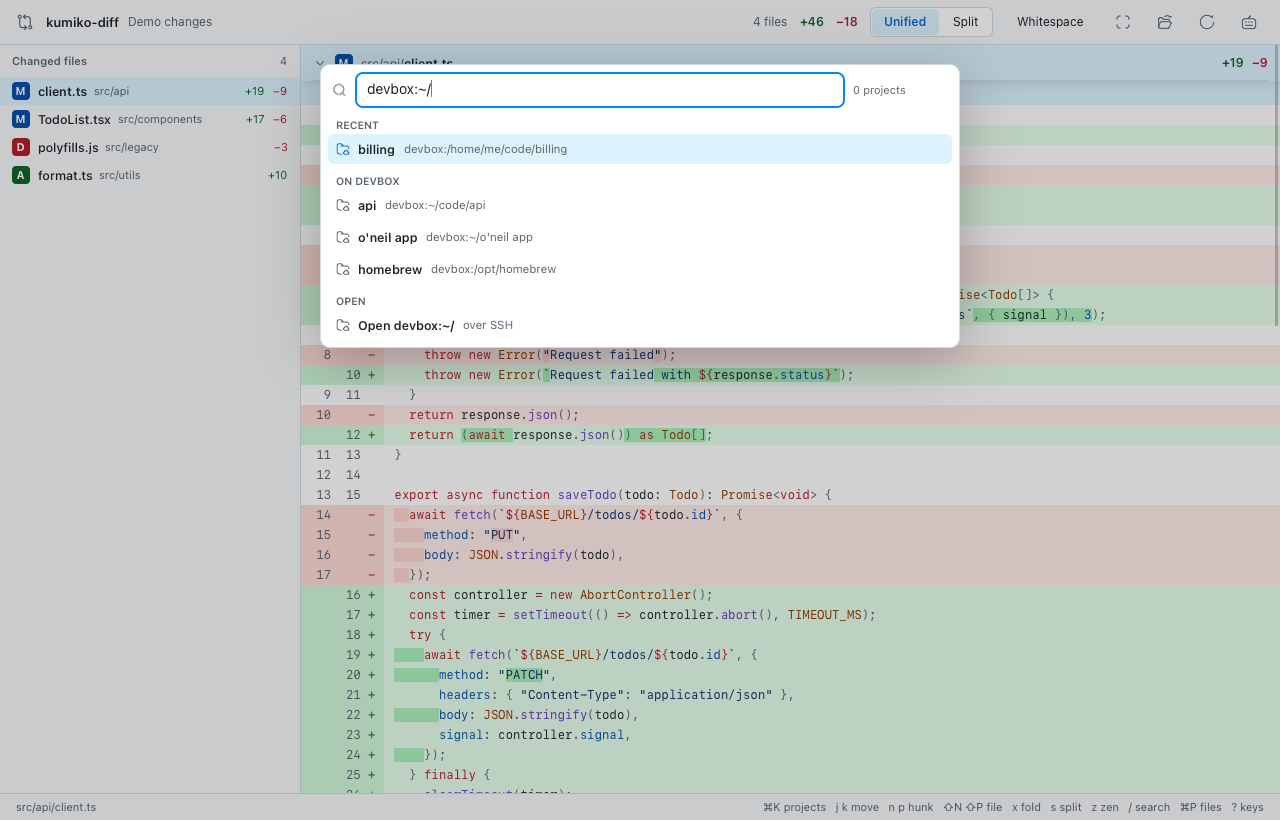 kumiko-diff Demo changes 4 files +46 −18 Unified Split Whitespace
Changed files 4
M client.ts src/api +19 −9
M TodoList.tsx src/components +17 −6
D polyfills.js src/legacy −3
A format.ts src/utils +10
M src/api/client.ts +19 −9
devbox:~/ 0 projects
RECENT
billing devbox:/home/me/code/billing
ON DEVBOX
api devbox:~/code/api
o'neil app devbox:~/o'neil app
homebrew devbox:/opt/homebrew
OPEN
Open devbox:~/ over SSH
ise<Todo[]> {
s`, { signal }), 3);
8 − throw new Error("Request failed");
10 + throw new Error(`Request failed with ${response.status}`);
9 11 }
10 − return response.json();
12 + return (await response.json()) as Todo[];
11 13 }
12 14
13 15 export async function saveTodo(todo: Todo): Promise<void> {
14 − await fetch(`${BASE_URL}/todos/${todo.id}`, {
15 − method: "PUT",
16 − body: JSON.stringify(todo),
17 − });
16 + const controller = new AbortController();
17 + const timer = setTimeout(() => controller.abort(), TIMEOUT_MS);
18 + try {
19 + await fetch(`${BASE_URL}/todos/${todo.id}`, {
20 + method: "PATCH",
21 + headers: { "Content-Type": "application/json" },
22 + body: JSON.stringify(todo),
23 + signal: controller.signal,
24 + });
25 + } finally {
26 + clearTimeout(timer);
src/api/client.ts ⌘K projects j k move n p hunk ⇧N ⇧P file x fold s split z zen / search ⌘P files ? keys